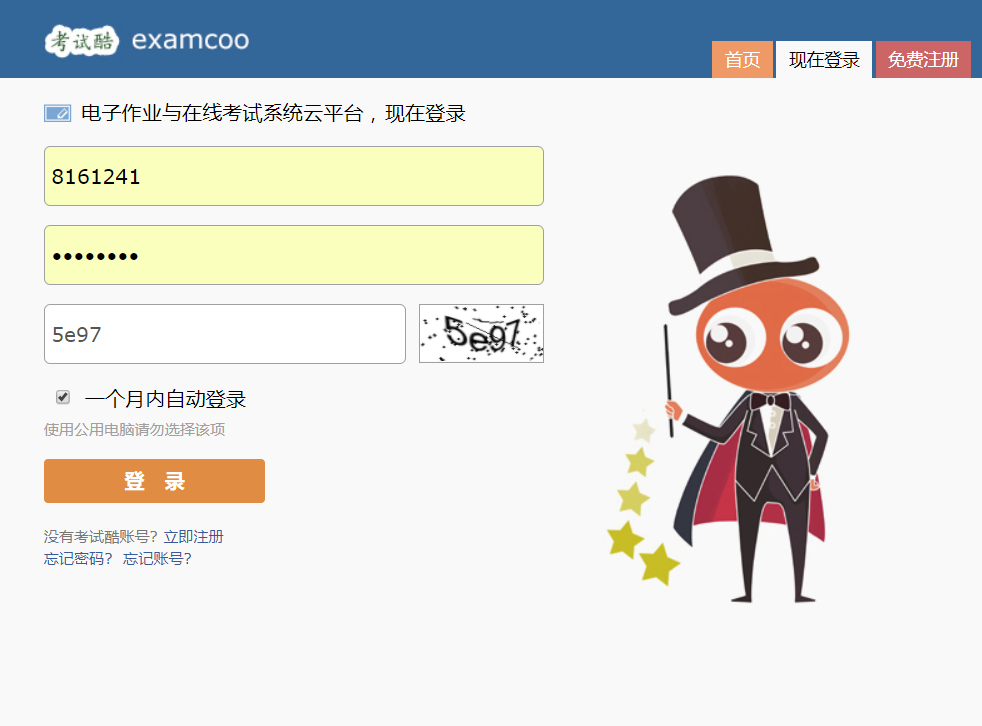 考试酷 examcoo
首页 现在登录 免费注册
电子作业与在线考试系统云平台，现在登录
8161241
••••••••
5e97 5e97
一个月内自动登录
使用公用电脑请勿选择该项
登 录
没有考试酷账号？立即注册
忘记密码？ 忘记账号？